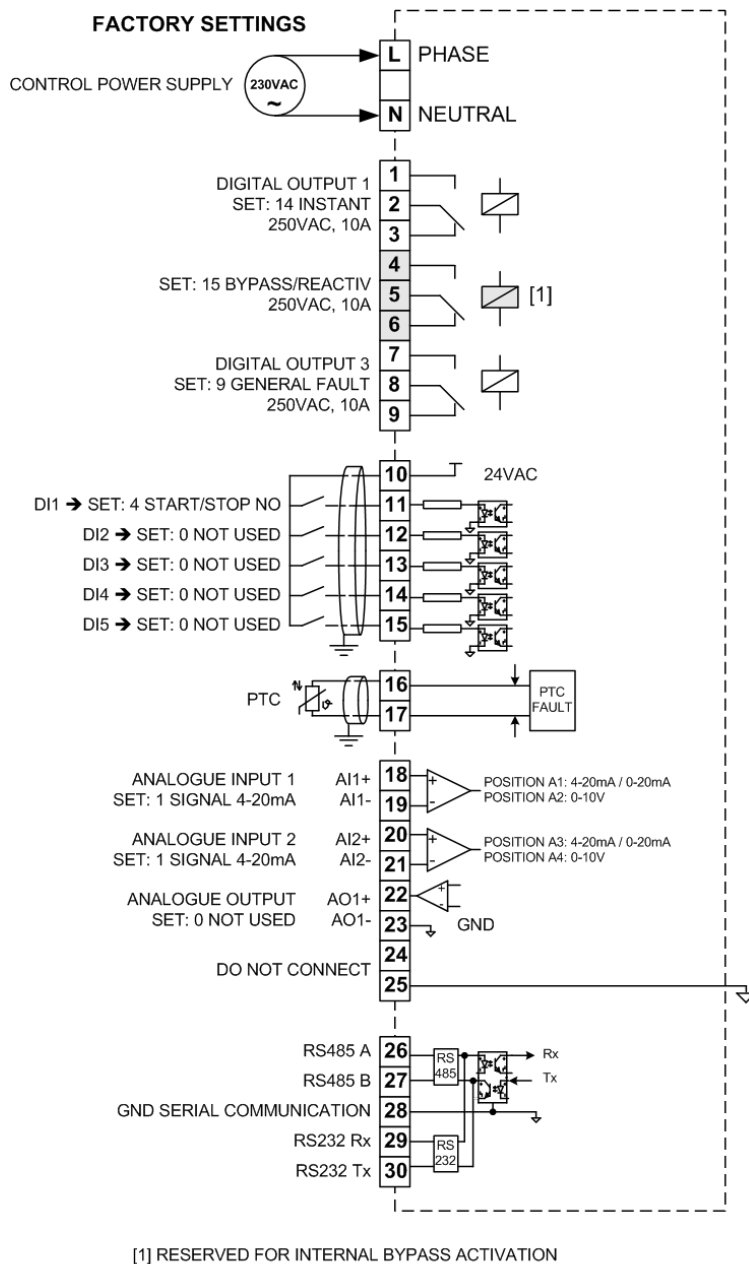 FACTORY SETTINGS
L PHASE
CONTROL POWER SUPPLY 230VAC
~
N NEUTRAL
1
DIGITAL OUTPUT 1
SET: 14 INSTANT 2
250VAC, 10A 3
4
SET: 15 BYPASS/REACTIV 5 [1]
250VAC, 10A
6
DIGITAL OUTPUT 3 7
SET: 9 GENERAL FAULT 8
250VAC, 10A 9
10 24VAC
DI1 ➔ SET: 4 START/STOP NO 11
DI2 ➔ SET: 0 NOT USED 12
DI3 ➔ SET: 0 NOT USED 13
DI4 ➔ SET: 0 NOT USED 14
DI5 ➔ SET: 0 NOT USED 15
16
PTC
PTC
FAULT
17
ANALOGUE INPUT 1 AI1+ 18 POSITION A1: 4-20mA / 0-20mA
SET: 1 SIGNAL 4-20mA AI1- 19 POSITION A2: 0-10V
ANALOGUE INPUT 2 AI2+ 20 POSITION A3: 4-20mA / 0-20mA
SET: 1 SIGNAL 4-20mA AI2- 21 POSITION A4: 0-10V
ANALOGUE OUTPUT AO1+ 22
SET: 0 NOT USED AO1- 23 GND
24
DO NOT CONNECT
25
RS485 A 26 RS 485 Rx
RS485 B 27 Tx
GND SERIAL COMMUNICATION 28
RS232 Rx 29 RS 232
RS232 Tx 30
[1] RESERVED FOR INTERNAL BYPASS ACTIVATION